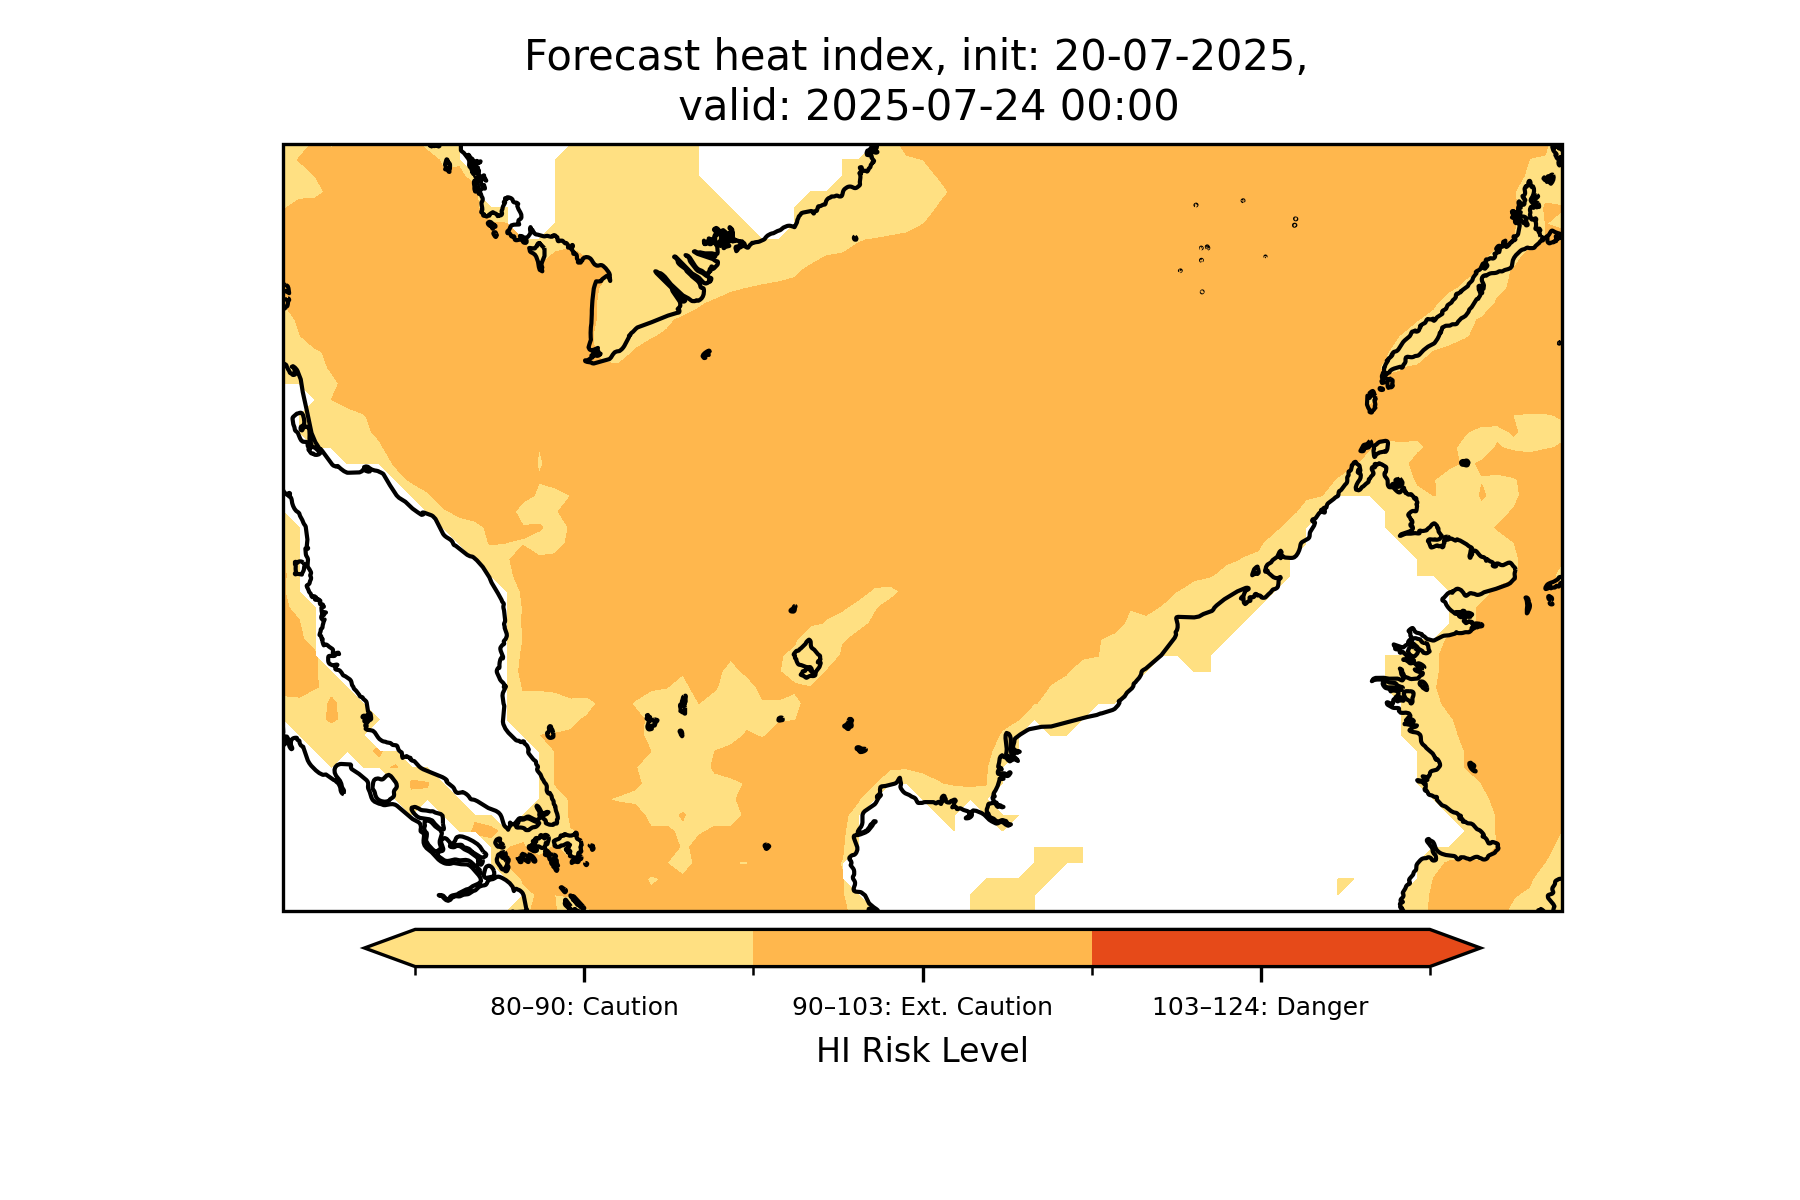 Forecast heat index, init: 20-07-2025,
valid: 2025-07-24 00:00
80–90: Caution
90–103: Ext. Caution
103–124: Danger
HI Risk Level